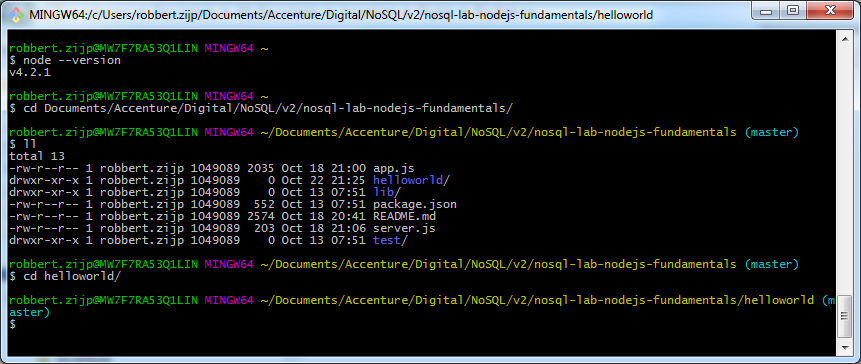 MINGW64:/c/Users/robbert.zijp/Documents/Accenture/Digital/NoSQL/v2/nosql-lab-nodejs-fundamentals/helloworld
robbert.zijp@MW7F7RA53Q1LIN MINGW64 ~
$ node --version
v4.2.1
robbert.zijp@MW7F7RA53Q1LIN MINGW64 ~
$ cd Documents/Accenture/Digital/NoSQL/v2/nosql-lab-nodejs-fundamentals/
robbert.zijp@MW7F7RA53Q1LIN MINGW64 ~/Documents/Accenture/Digital/NoSQL/v2/nosql-lab-nodejs-fundamentals (master)
$ ll
total 13
-rw-r--r-- 1 robbert.zijp 1049089 2035 Oct 18 21:00 app.js
drwxr-xr-x 1 robbert.zijp 1049089    0 Oct 22 21:25 helloworld/
drwxr-xr-x 1 robbert.zijp 1049089    0 Oct 13 07:51 lib/
-rw-r--r-- 1 robbert.zijp 1049089  552 Oct 13 07:51 package.json
-rw-r--r-- 1 robbert.zijp 1049089 2574 Oct 18 20:41 README.md
-rw-r--r-- 1 robbert.zijp 1049089  203 Oct 18 21:06 server.js
drwxr-xr-x 1 robbert.zijp 1049089    0 Oct 13 07:51 test/
robbert.zijp@MW7F7RA53Q1LIN MINGW64 ~/Documents/Accenture/Digital/NoSQL/v2/nosql-lab-nodejs-fundamentals (master)
$ cd helloworld/
robbert.zijp@MW7F7RA53Q1LIN MINGW64 ~/Documents/Accenture/Digital/NoSQL/v2/nosql-lab-nodejs-fundamentals/helloworld (m
aster)
$